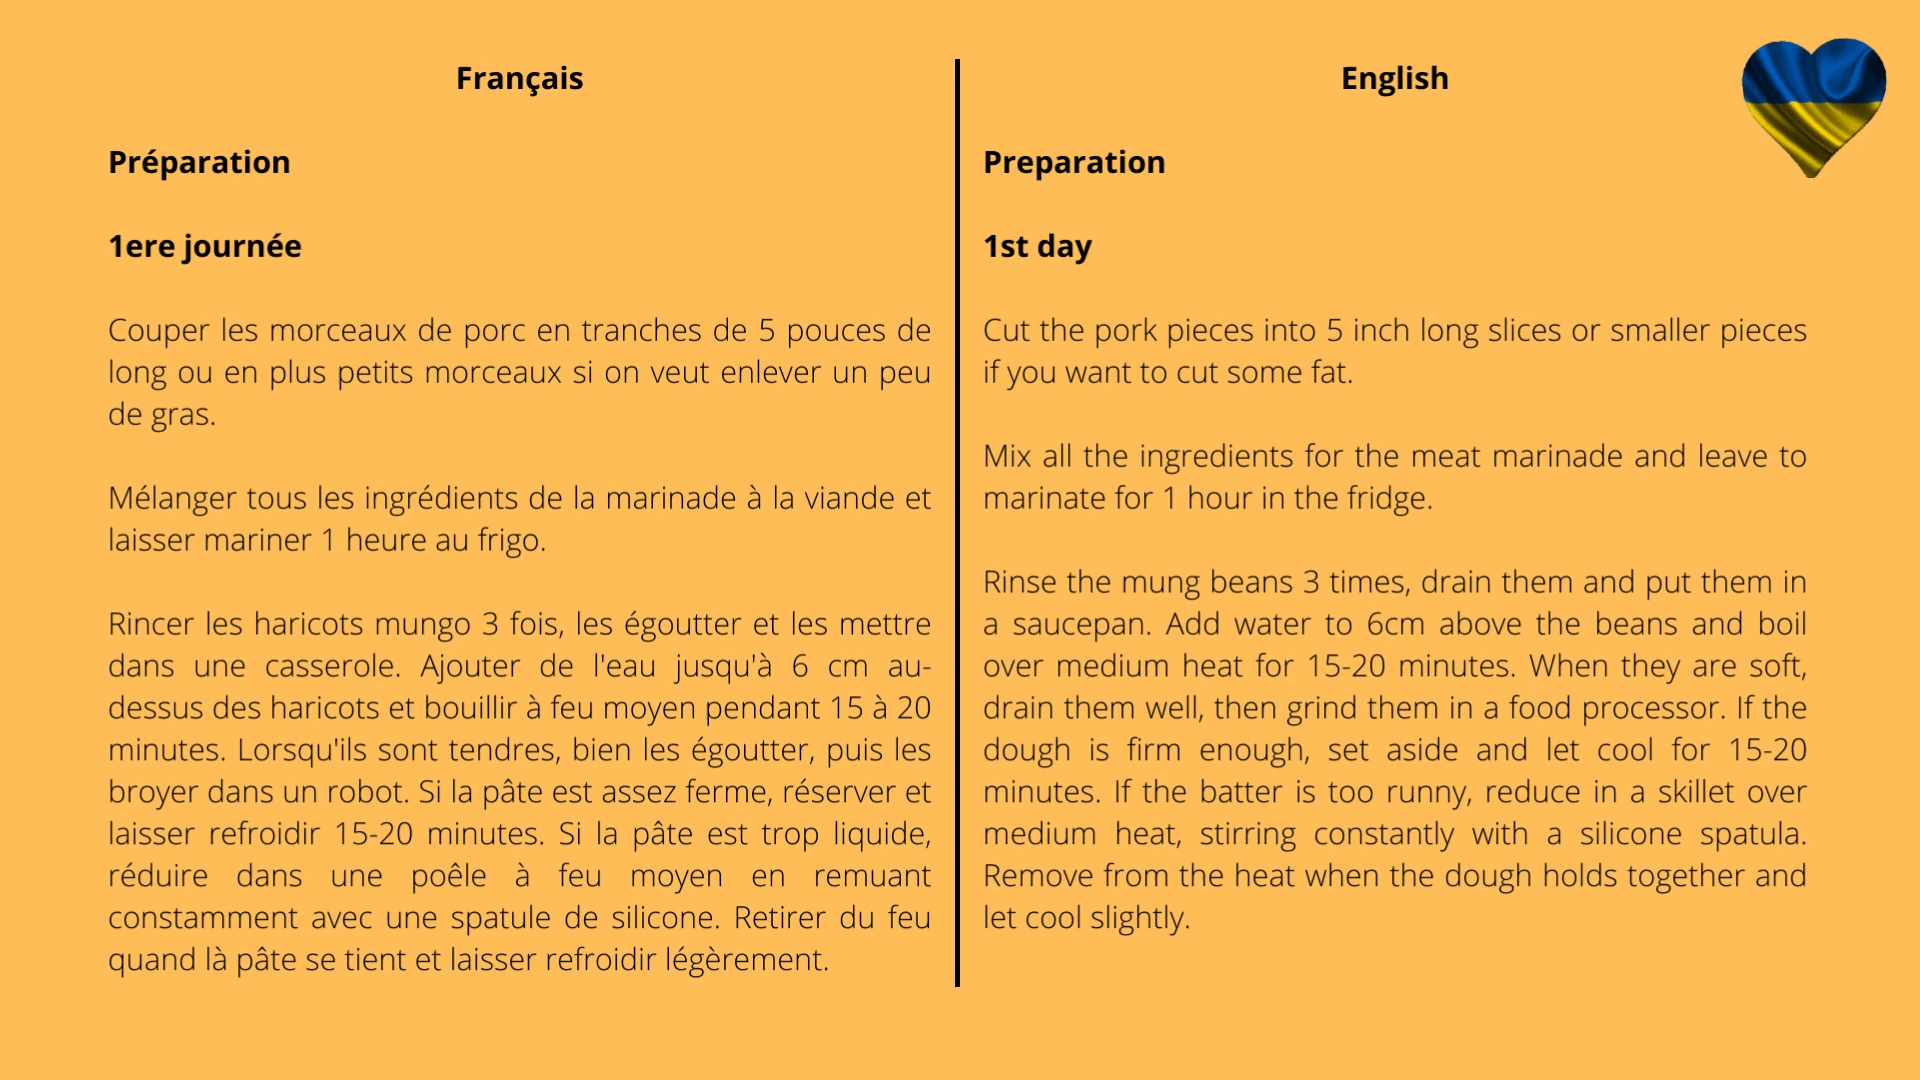 Français
Préparation
1ere journée
Couper les morceaux de porc en tranches de 5 pouces de
long ou en plus petits morceaux si on veut enlever un peu
de gras.
Mélanger tous les ingrédients de la marinade à la viande et
laisser mariner 1 heure au frigo.
Rincer les haricots mungo 3 fois, les égoutter et les mettre
dans une casserole. Ajouter de l'eau jusqu'à 6 cm au-
dessus des haricots et bouillir à feu moyen pendant 15 à 20
minutes. Lorsqu'ils sont tendres, bien les égoutter, puis les
broyer dans un robot. Si la pâte est assez ferme, réserver et
laisser refroidir 15-20 minutes. Si la pâte est trop liquide,
réduire dans une poêle à feu moyen en remuant
constamment avec une spatule de silicone. Retirer du feu
quand là pâte se tient et laisser refroidir légèrement.
English
Preparation
1st day
Cut the pork pieces into 5 inch long slices or smaller pieces
if you want to cut some fat.
Mix all the ingredients for the meat marinade and leave to
marinate for 1 hour in the fridge.
Rinse the mung beans 3 times, drain them and put them in
a saucepan. Add water to 6cm above the beans and boil
over medium heat for 15-20 minutes. When they are soft,
drain them well, then grind them in a food processor. If the
dough is firm enough, set aside and let cool for 15-20
minutes. If the batter is too runny, reduce in a skillet over
medium heat, stirring constantly with a silicone spatula.
Remove from the heat when the dough holds together and
let cool slightly.